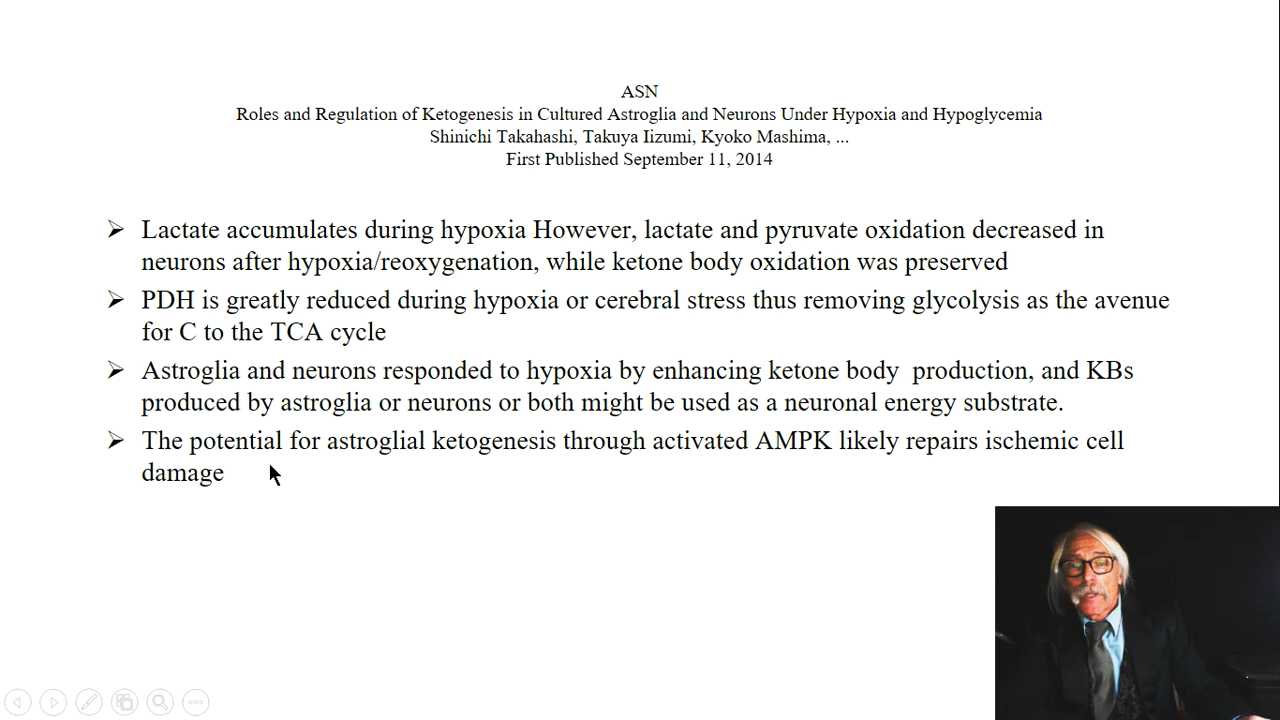 ASN
Roles and Regulation of Ketogenesis in Cultured Astroglia and Neurons Under Hypoxia and Hypoglycemia
Shinichi Takahashi, Takuya Iizumi, Kyoko Mashima, ...
First Published September 11, 2014
➢ Lactate accumulates during hypoxia However, lactate and pyruvate oxidation decreased in
neurons after hypoxia/reoxygenation, while ketone body oxidation was preserved
➢ PDH is greatly reduced during hypoxia or cerebral stress thus removing glycolysis as the avenue
for C to the TCA cycle
➢ Astroglia and neurons responded to hypoxia by enhancing ketone body  production, and KBs
produced by astroglia or neurons or both might be used as a neuronal energy substrate.
➢ The potential for astroglial ketogenesis through activated AMPK likely repairs ischemic cell
damage